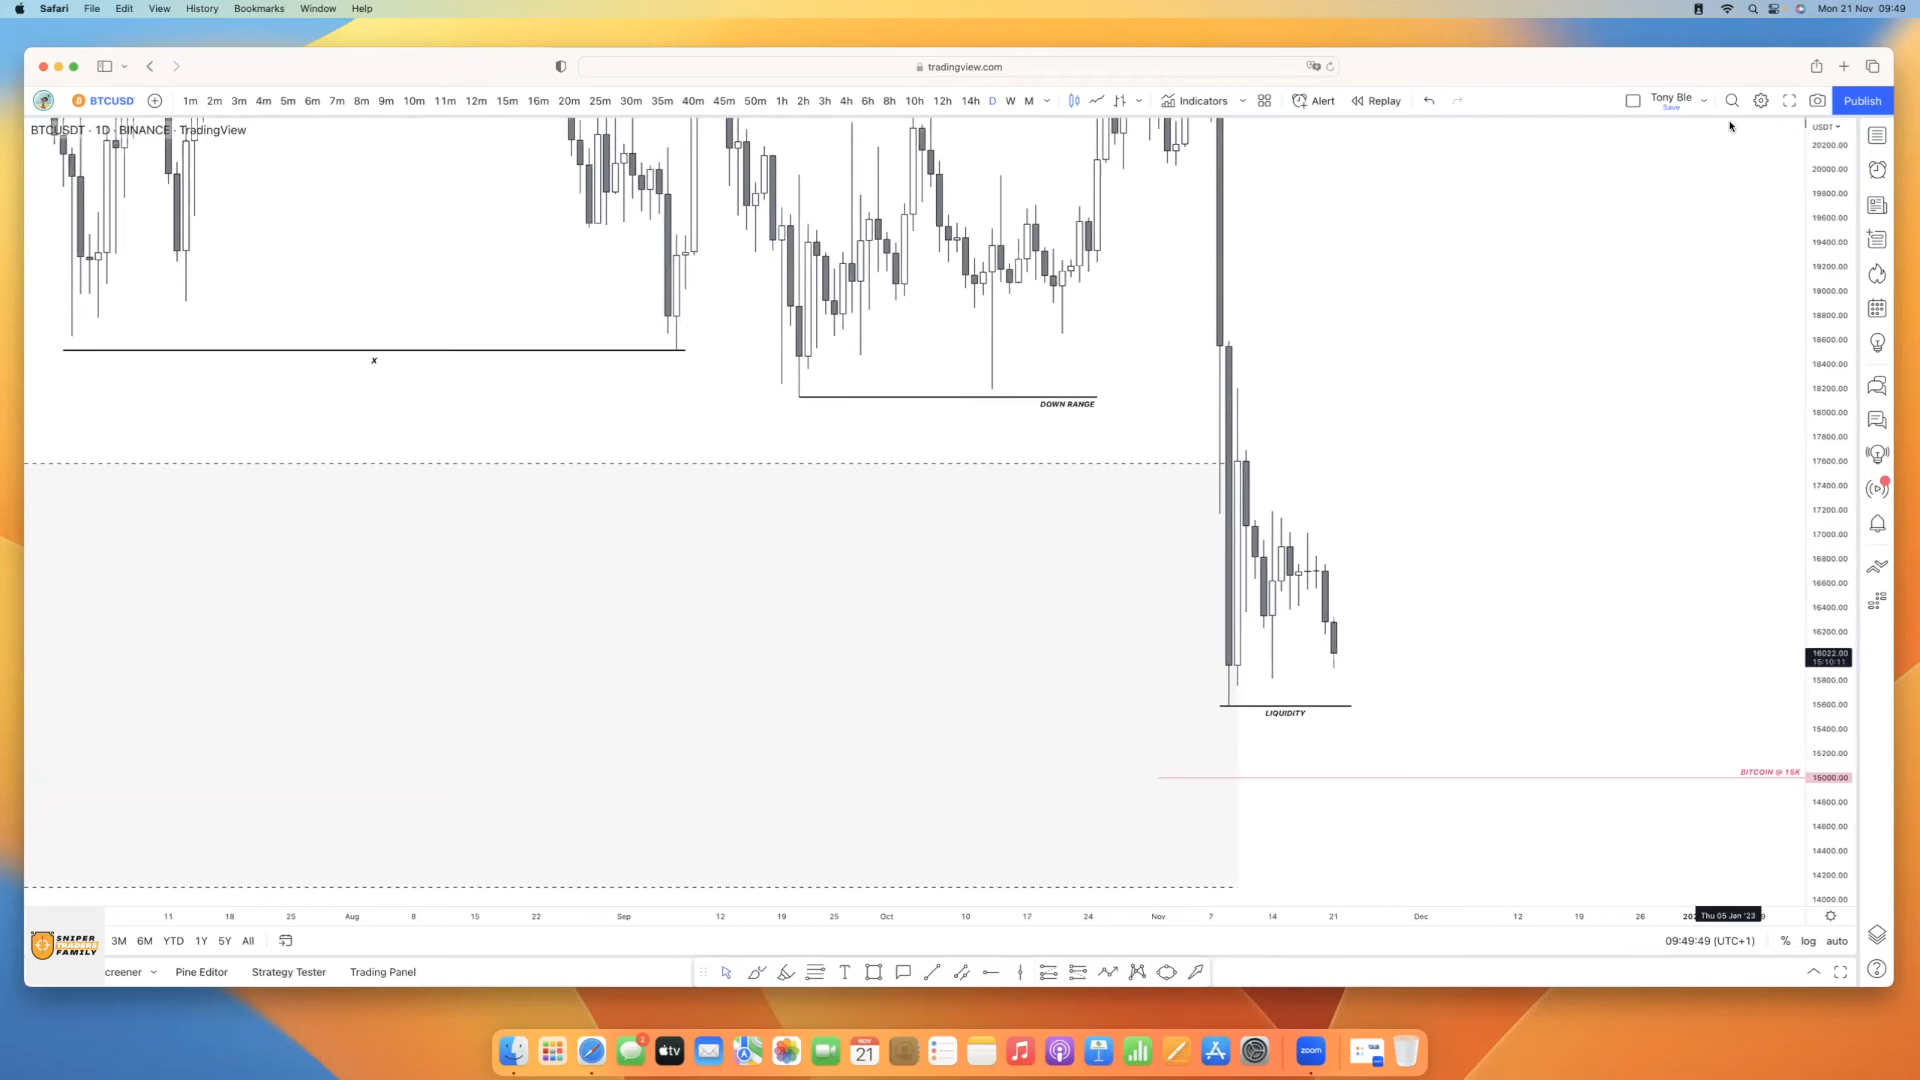 Safari File Edit View History Bookmarks Window Help Mon 21 Nov 09:49
tradingview.com
BTCUSD 1m 2m 3m 4m 5m 6m 7m 8m 9m 10m 11m 12m 15m 16m 20m 25m 30m 35m 40m 45m 50m 1h 2h 3h 4h 6h 8h 10h 12h 14h D W M Indicators Alert Replay Tony Ble Publish
Save
BTCUSDT · 1D · BINANCE · TradingView
USDT
20200.00
20000.00
19800.00
19600.00
19400.00
19200.00
19000.00
18800.00
18600.00
X
18400.00
18200.00
DOWN RANGE
18000.00
17800.00
17600.00
17400.00
17200.00
17000.00
16800.00
16600.00
16400.00
16200.00
16022.00
15:10:11
15800.00
15600.00
LIQUIDITY
15400.00
15200.00
BITCOIN @ 15K
15000.00
14800.00
14600.00
14400.00
14200.00
14000.00
11 18 25 Aug 8 15 22 Sep 12 19 25 Oct 10 17 24 Nov 7 14 21 Dec 12 19 26 Thu 05 Jan '23
SNIPER
TRADERS
FAMILY
3M 6M YTD 1Y 5Y All 09:49:49 (UTC+1) % log auto
creener Pine Editor Strategy Tester Trading Panel
2
tv
NOV
21
zoom